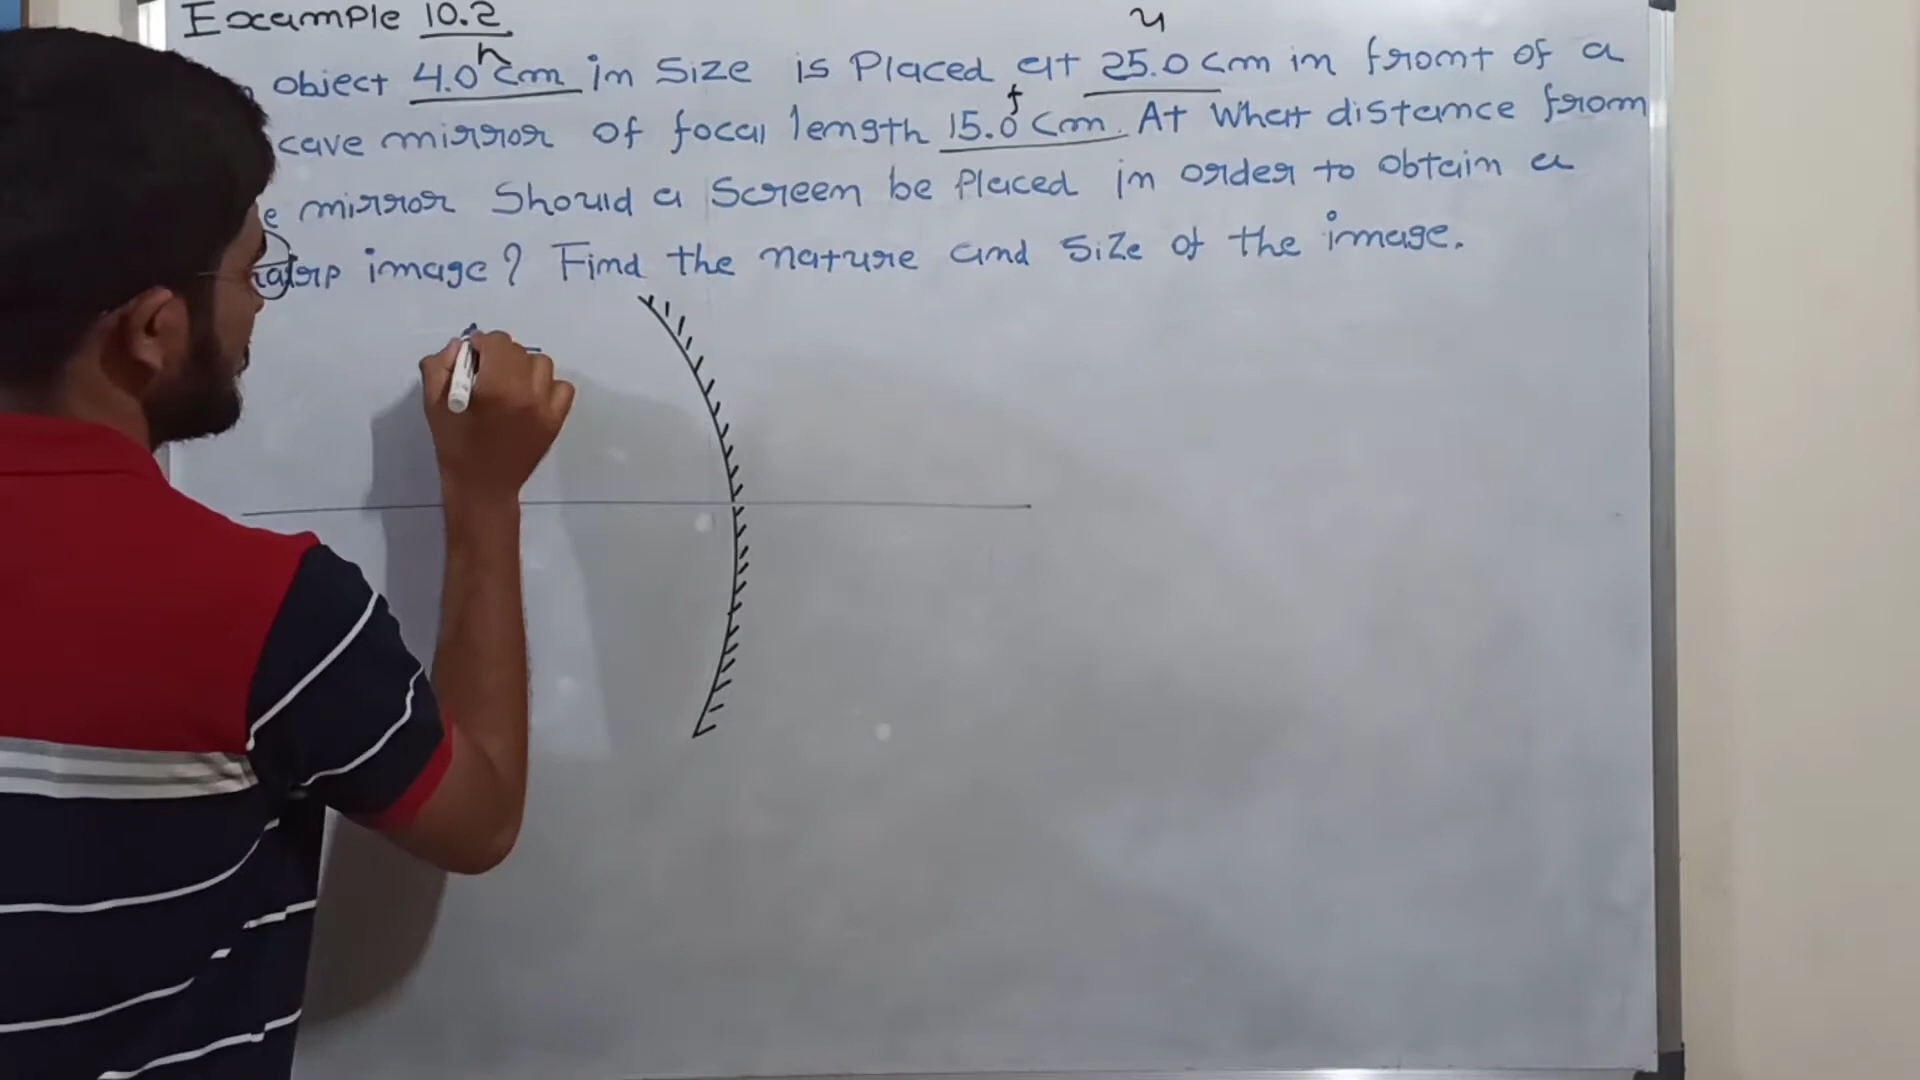 Example 10.2
object 4.0 cm in Size is Placed at 25.0 cm in front of a
h
u
cave mirror of focal length 15.0 cm. At What distance from
f
e mirror Should a Screen be Placed in order to obtain a
image? Find the nature and Size of the image.